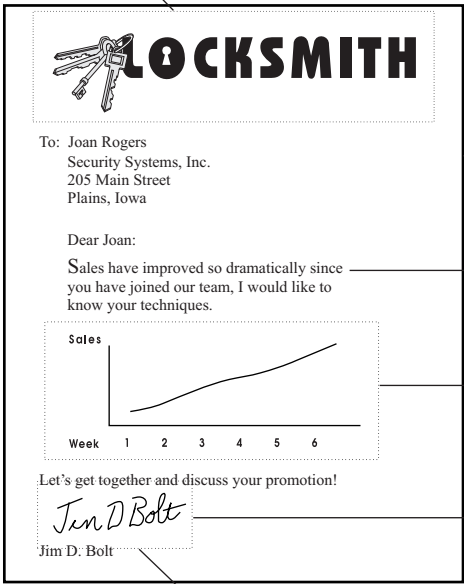 LOCKSMITH
To: Joan Rogers
Security Systems, Inc.
205 Main Street
Plains, Iowa
Dear Joan:
Sales have improved so dramatically since
you have joined our team, I would like to
know your techniques.
Sales
Week 1 2 3 4 5 6
Let's get together and discuss your promotion!
Jim D Bolt
Jim D. Bolt